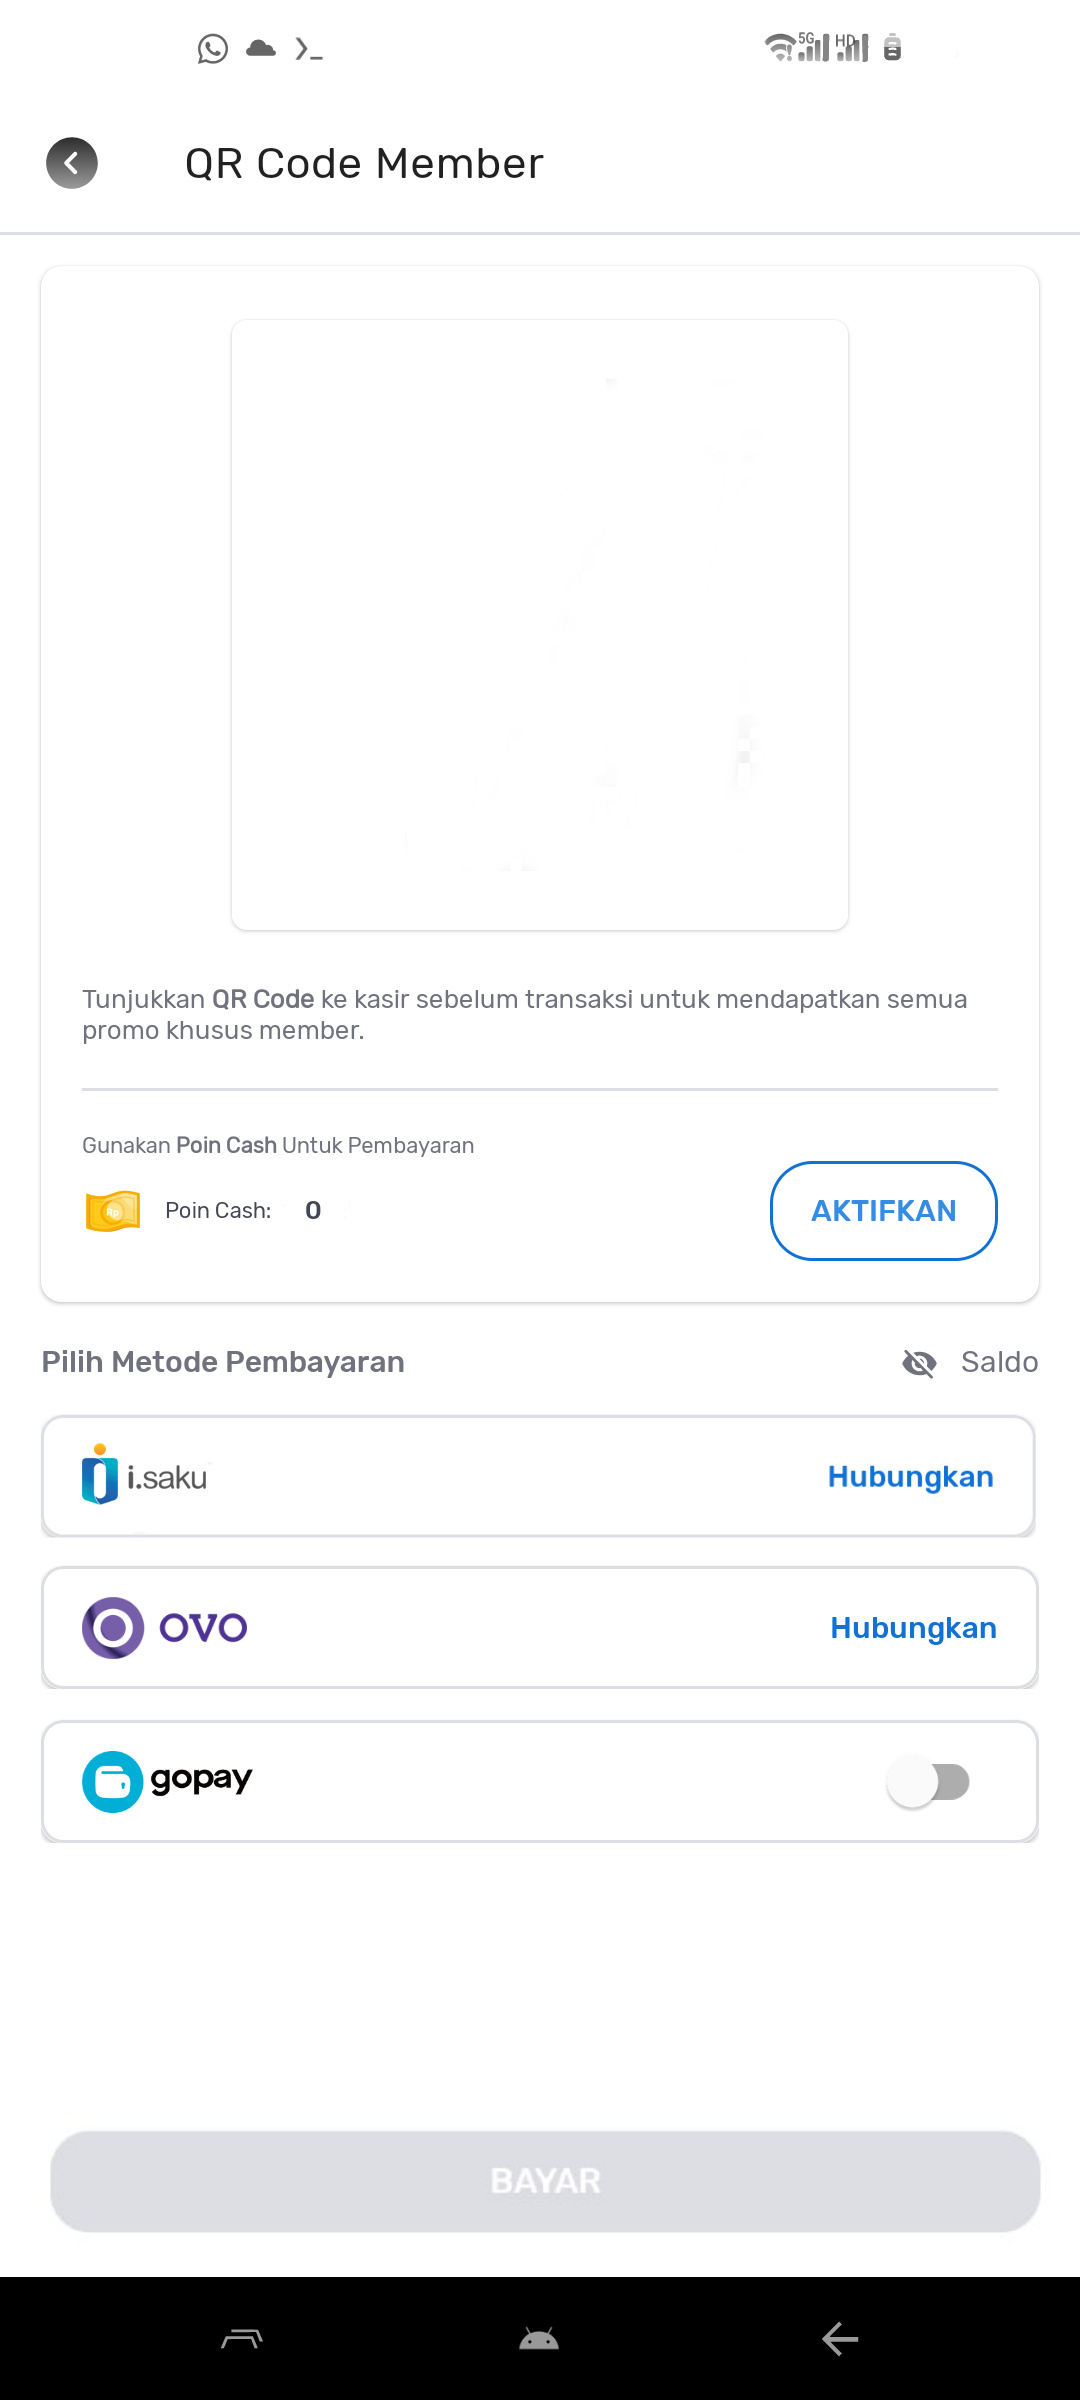 5G
HD
QR Code Member
Tunjukkan QR Code ke kasir sebelum transaksi untuk mendapatkan semua
promo khusus member.
Gunakan Poin Cash Untuk Pembayaran
Rp
Poin Cash: 0
AKTIFKAN
Pilih Metode Pembayaran
Saldo
i.saku
Hubungkan
OVO
Hubungkan
gopay
BAYAR